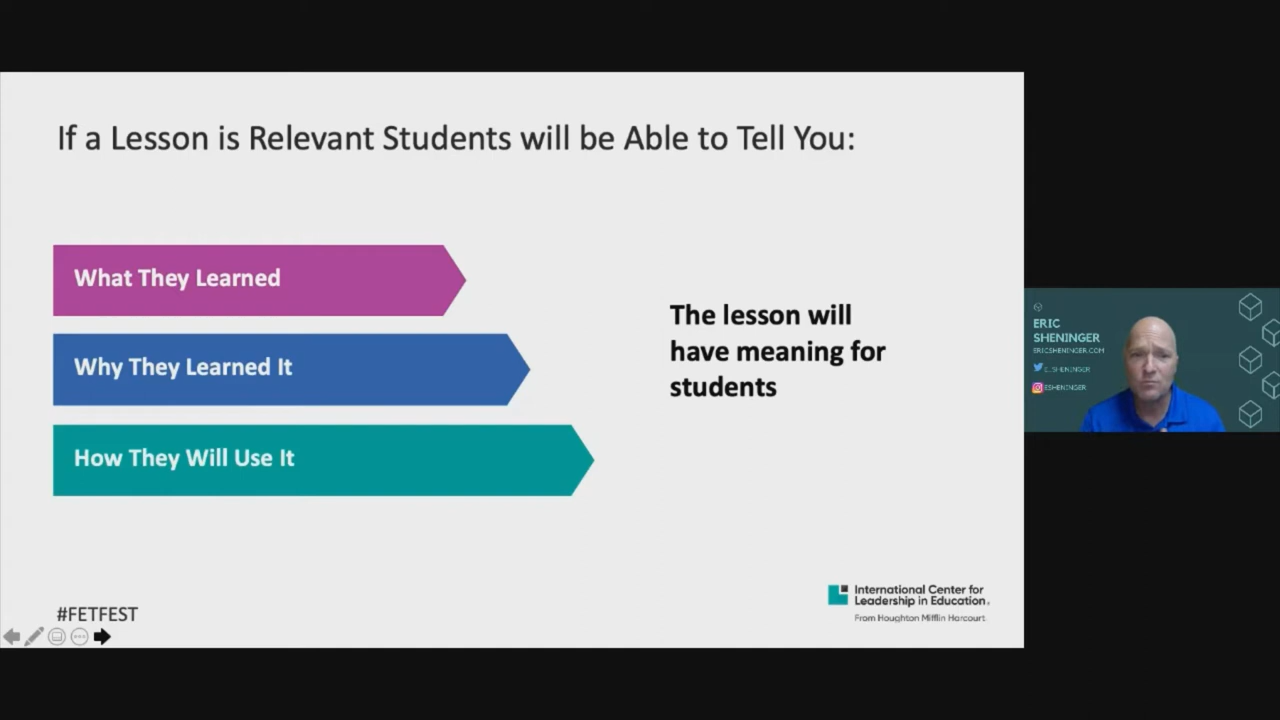 If a Lesson is Relevant Students will be Able to Tell You:
What They Learned
Why They Learned It
How They Will Use It
The lesson will
have meaning for
students
#FETFEST
International Center for
Leadership in Education.
From Houghton Mifflin Harcourt
ERIC
SHENINGER
ERICSHENINGER.COM
E_SHENINGER
ESHENINGER